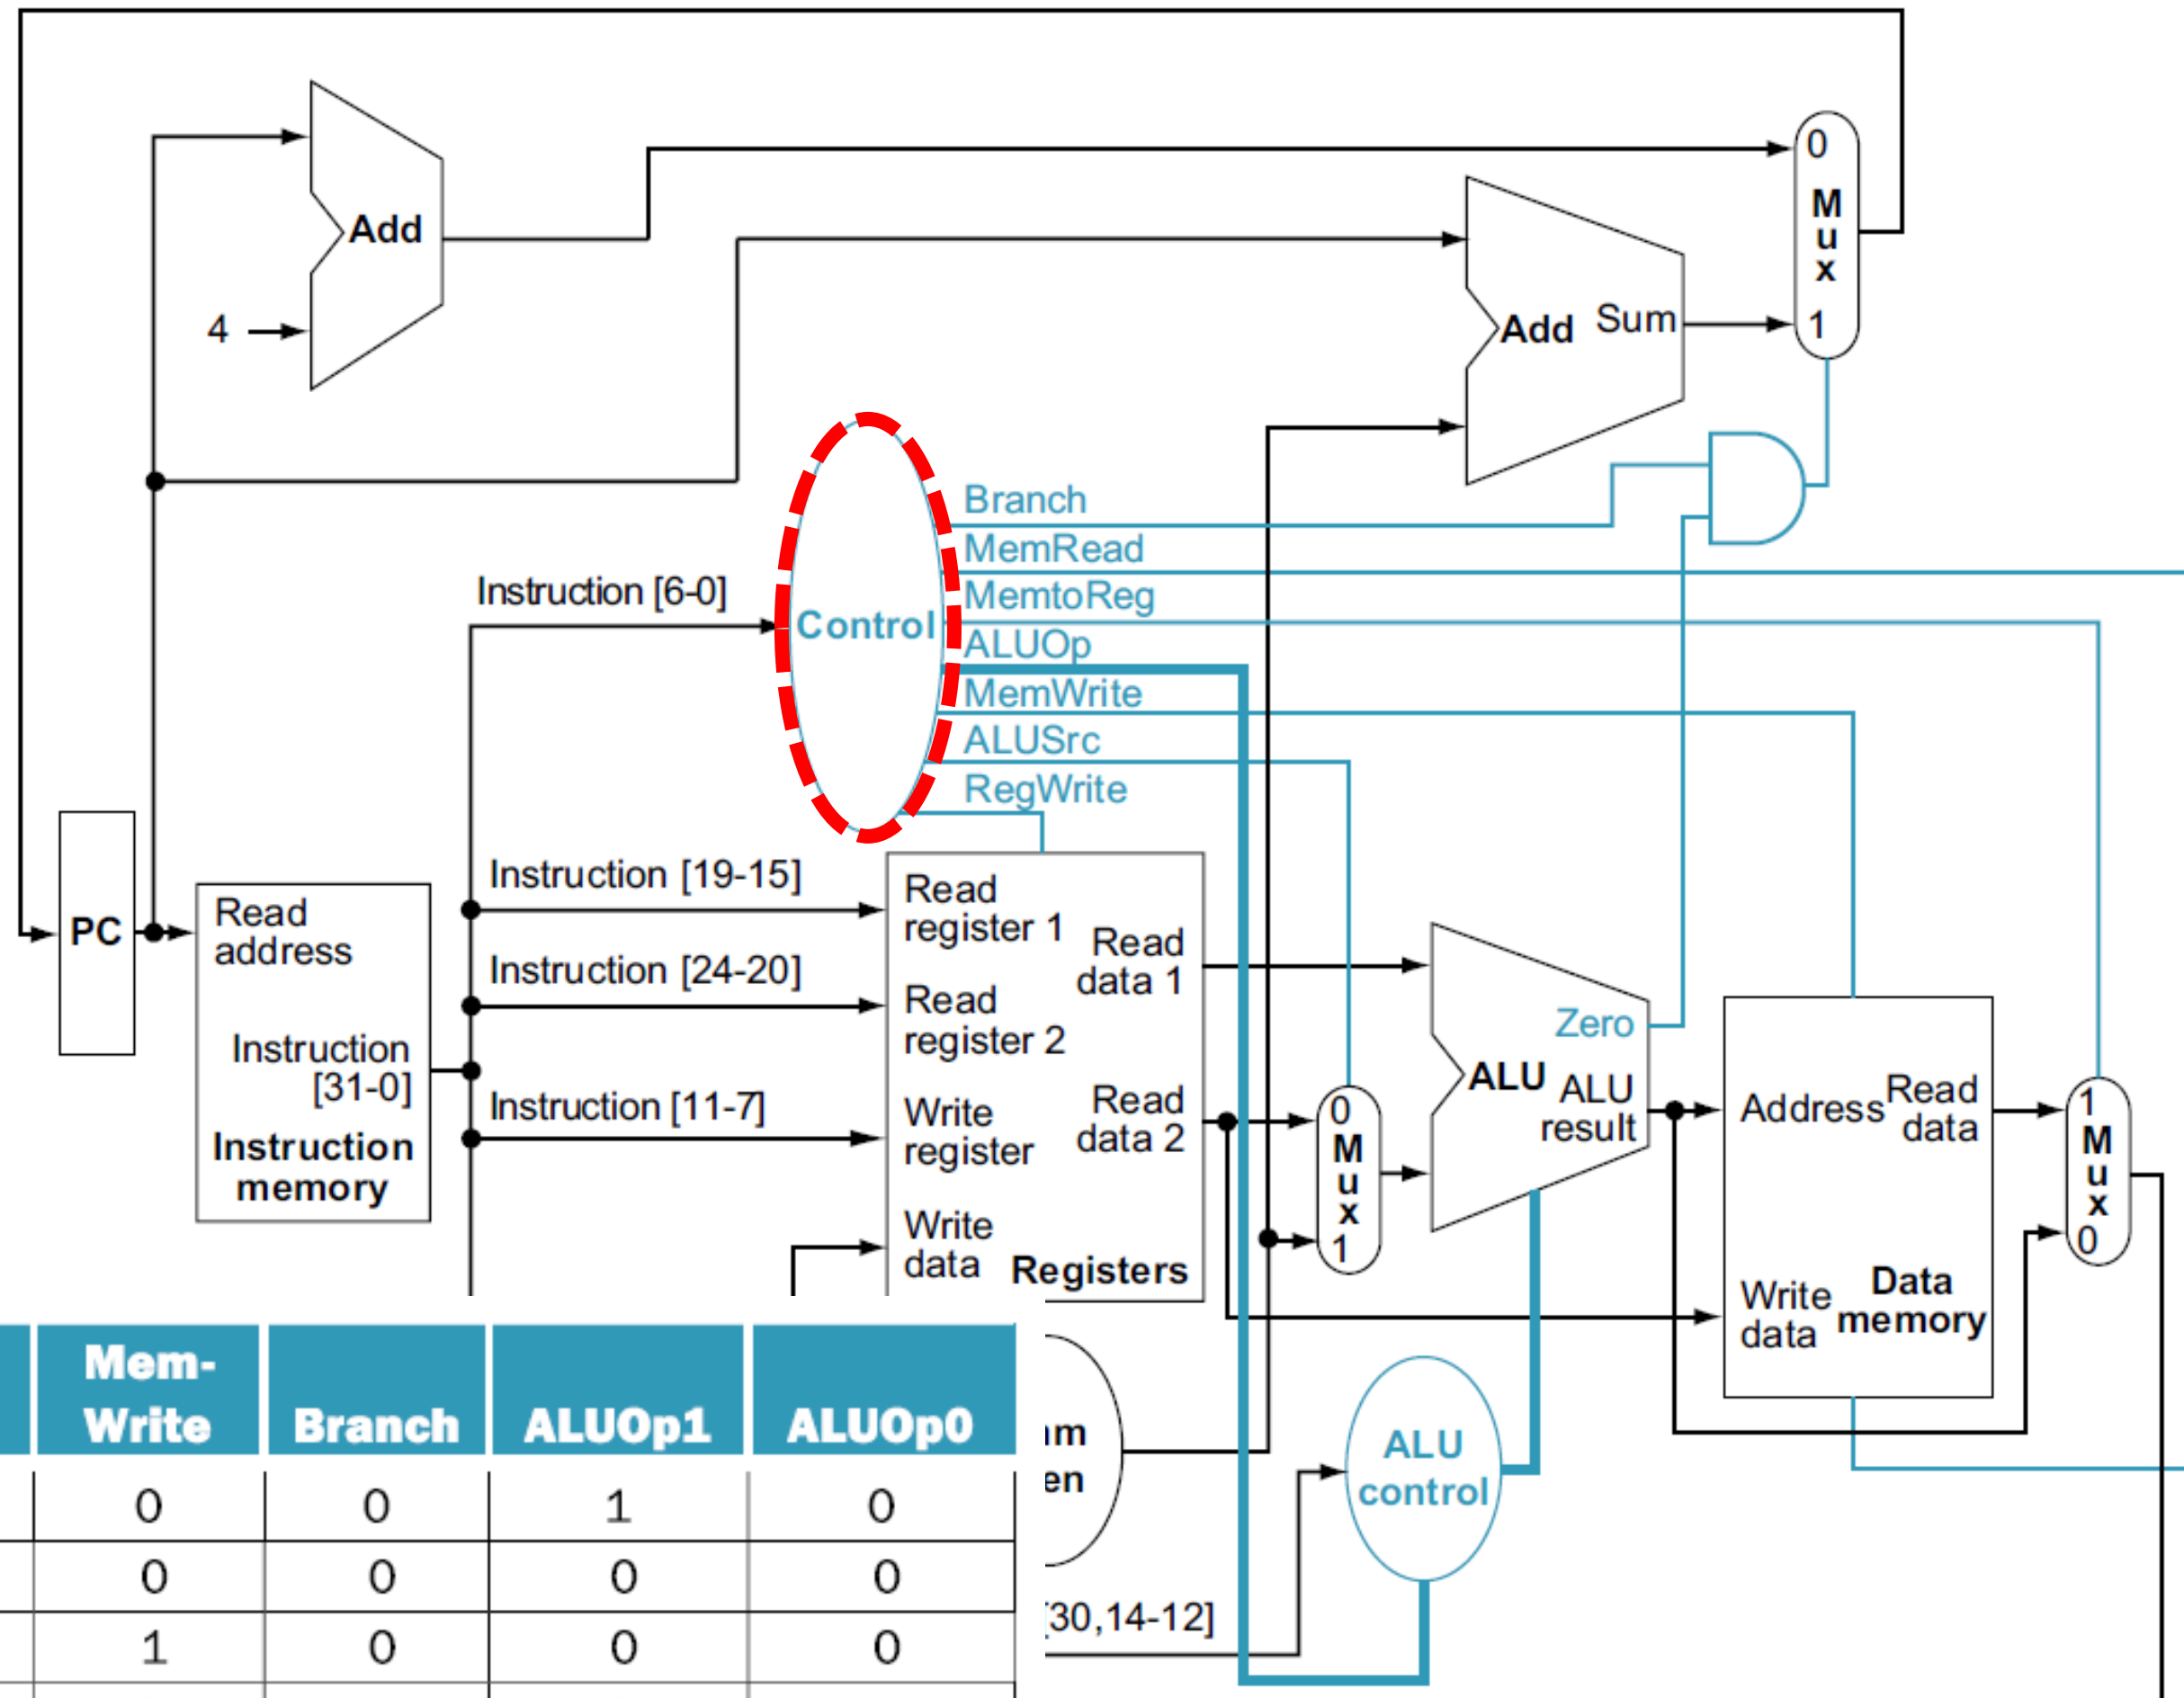 0
M
u
x
1
Add
4
Add Sum
Branch
MemRead
MemtoReg
ALUOp
MemWrite
ALUSrc
RegWrite
Instruction [6-0]
Control
PC
Read
address
Instruction
[31-0]
Instruction
memory
Instruction [19-15]
Instruction [24-20]
Instruction [11-7]
Read
register 1
Read
register 2
Write
register
Write
data
Registers
Read
data 1
Read
data 2
0
M
u
x
1
Zero
ALU
ALU
result
Address
Read
data
Write
data
Data
memory
1
M
u
x
0
Mem-
Write
Branch
ALUOp1
ALUOp0
0 0 1 0
0 0 0 0
1 0 0 0
en
ALU
control
[30,14-12]